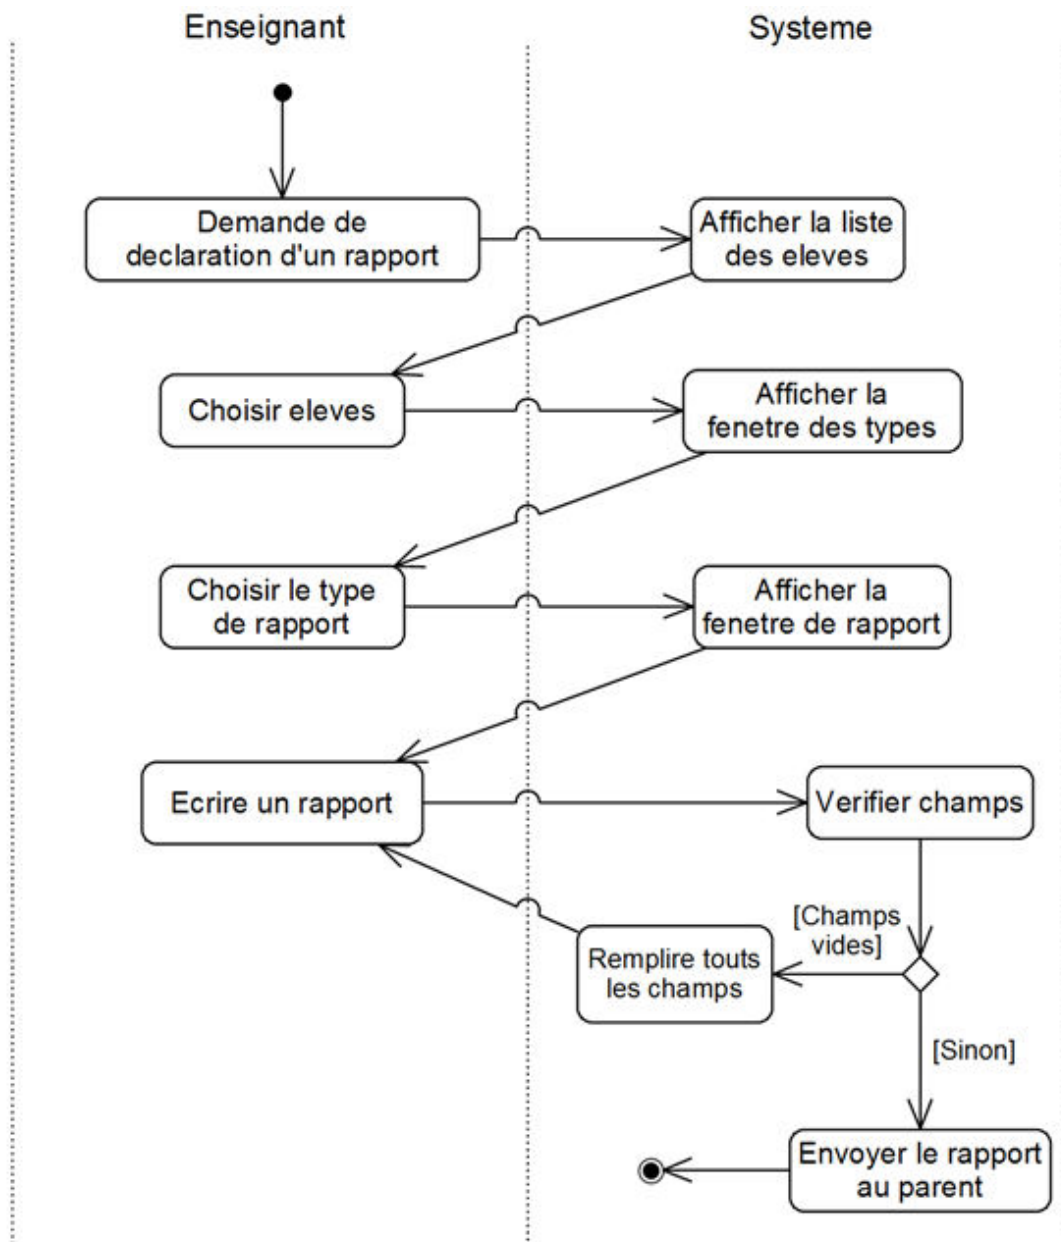 Enseignant
Systeme
Demande de
declaration d'un rapport
Afficher la liste
des eleves
Choisir eleves
Afficher la
fenetre des types
Choisir le type
de rapport
Afficher la
fenetre de rapport
Ecrire un rapport
Verifier champs
[Champs
vides]
Remplire touts
les champs
[Sinon]
Envoyer le rapport
au parent